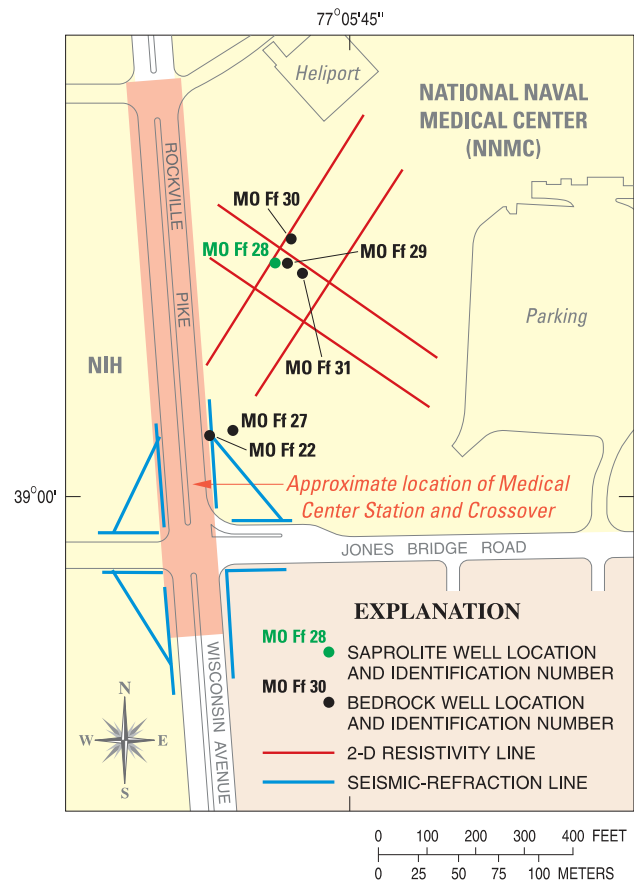 77°05'45"
Heliport
NATIONAL NAVAL
MEDICAL CENTER
(NNMC)
ROCKVILLE
MO Ff 30
MO Ff 28
MO Ff 29
PIKE
Parking
NIH
MO Ff 31
MO Ff 27
MO Ff 22
39°00'
Approximate location of Medical
Center Station and Crossover
JONES BRIDGE ROAD
WISCONSIN AVENUE
EXPLANATION
MO Ff 28
SAPROLITE WELL LOCATION
AND IDENTIFICATION NUMBER
MO Ff 30
BEDROCK WELL LOCATION
AND IDENTIFICATION NUMBER
2-D RESISTIVITY LINE
SEISMIC-REFRACTION LINE
N
W E
S
0 100 200 300 400 FEET
0 25 50 75 100 METERS